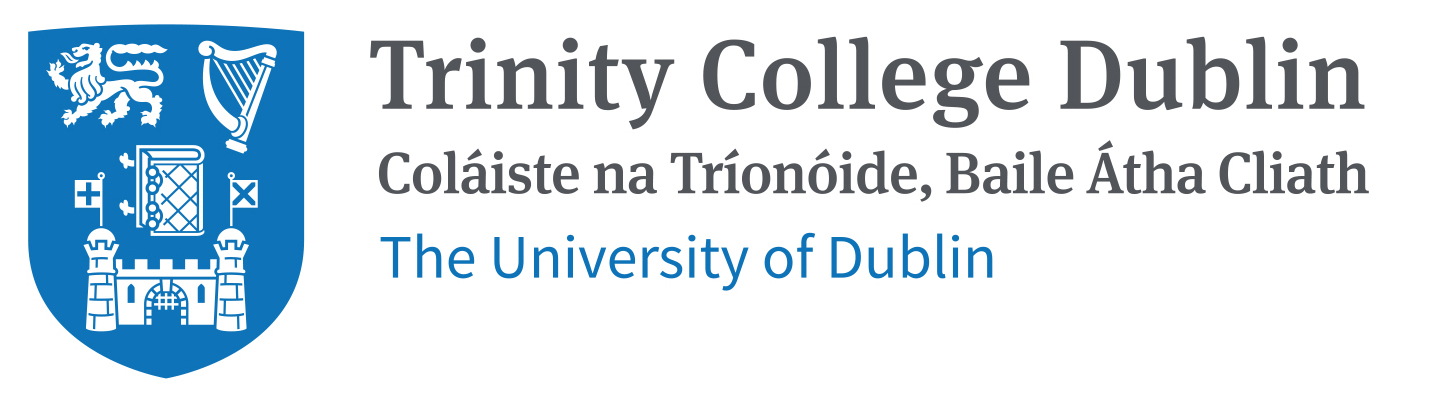 Trinity College Dublin
Coláiste na Tríonóide, Baile Átha Cliath
The University of Dublin